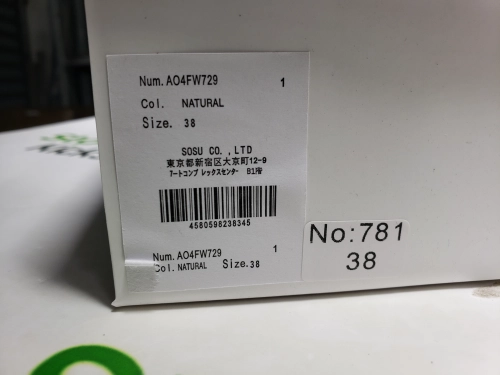 Num. AO4FW729 1
Col. NATURAL
Size. 38
SOSU CO. ,LTD
東京都新宿区大京町12-9
アートコンプレックスセンター B1階
4580598238345
Num. AO4FW729 1
Col. NATURAL Size. 38
No:781
38